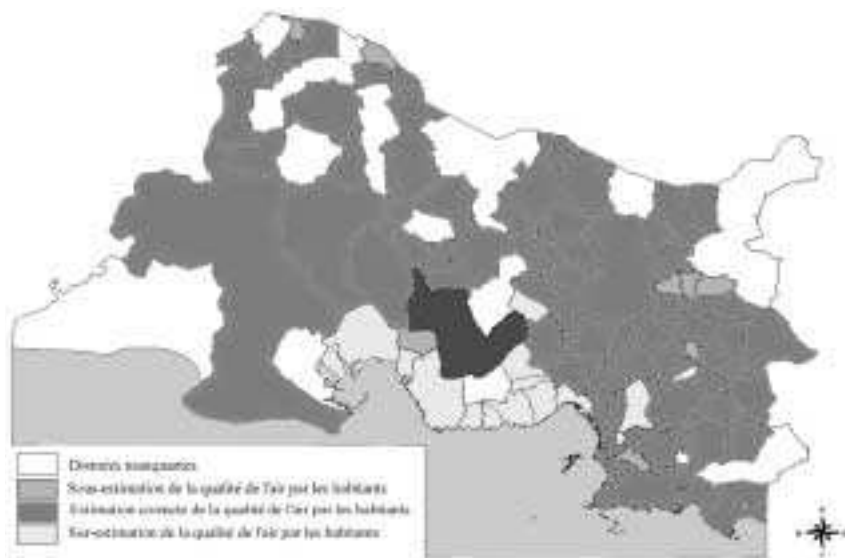 Données manquantes
Sous-estimation de la qualité de l'air par les habitants
Estimation correcte de la qualité de l'air par les habitants
Sur-estimation de la qualité de l'air par les habitants